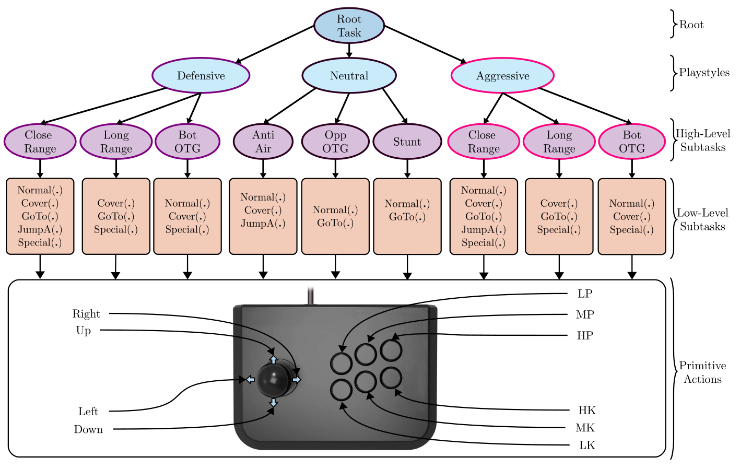 Root
Task
Root
Defensive
Neutral
Aggressive
Playstyles
Close
Range
Long
Range
Bot
OTG
Anti
Air
Opp
OTG
Stunt
Close
Range
Long
Range
Bot
OTG
High-Level
Subtasks
Normal(.)
Cover(.)
GoTo(.)
JumpA(.)
Special(.)
Cover(.)
GoTo(.)
Special(.)
Normal(.)
Cover(.)
Special(.)
Normal(.)
Cover(.)
JumpA(.)
Normal(.)
GoTo(.)
Normal(.)
GoTo(.)
Normal(.)
Cover(.)
GoTo(.)
JumpA(.)
Special(.)
Cover(.)
GoTo(.)
Special(.)
Normal(.)
Cover(.)
Special(.)
Low-Level
Subtasks
Right
Up
Left
Down
LP
MP
HP
HK
MK
LK
Primitive
Actions